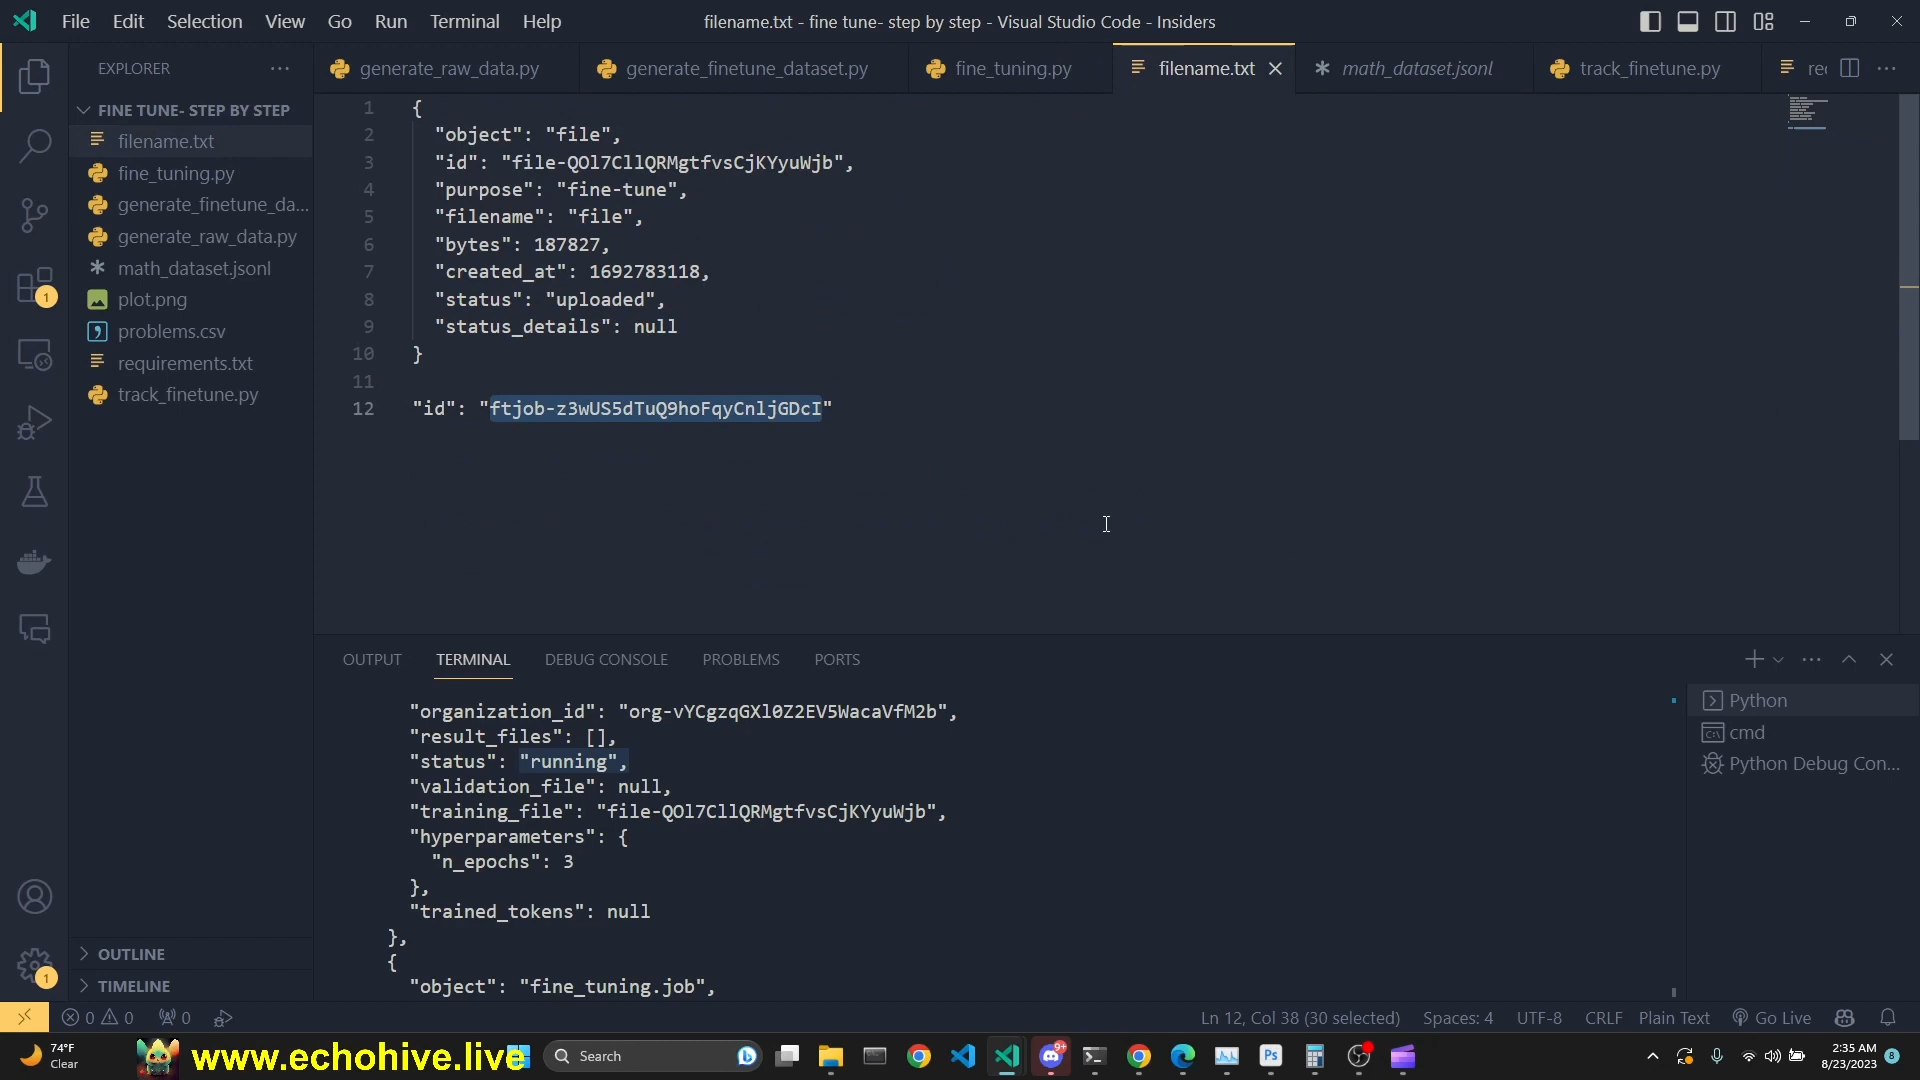 File Edit Selection View Go Run Terminal Help
filename.txt - fine tune- step by step - Visual Studio Code - Insiders
EXPLORER
generate_raw_data.py
generate_finetune_dataset.py
fine_tuning.py
filename.txt
math_dataset.jsonl
track_finetune.py
FINE TUNE- STEP BY STEP
filename.txt
fine_tuning.py
generate_finetune_da...
generate_raw_data.py
math_dataset.jsonl
plot.png
problems.csv
requirements.txt
track_finetune.py
OUTLINE
TIMELINE
1
1
1 {
2 "object": "file",
3 "id": "file-QOl7CllQRMgtfvsCjKYyuWjb",
4 "purpose": "fine-tune",
5 "filename": "file",
6 "bytes": 187827,
7 "created_at": 1692783118,
8 "status": "uploaded",
9 "status_details": null
10 }
11
12 "id": "ftjob-z3wUS5dTuQ9hoFqyCnljGDcI"
OUTPUT TERMINAL DEBUG CONSOLE PROBLEMS PORTS
"organization_id": "org-vYCgzqGXl0Z2EV5WacaVfM2b",
"result_files": [],
"status": "running",
"validation_file": null,
"training_file": "file-QOl7CllQRMgtfvsCjKYyuWjb",
"hyperparameters": {
"n_epochs": 3
},
"trained_tokens": null
},
{
"object": "fine_tuning.job",
Python
cmd
Python Debug Con...
0 0 0
Ln 12, Col 38 (30 selected) Spaces: 4 UTF-8 CRLF Plain Text Go Live
74°F
Clear
www.echohive.live
Search
9+
Ps
2:35 AM
8/23/2023
8